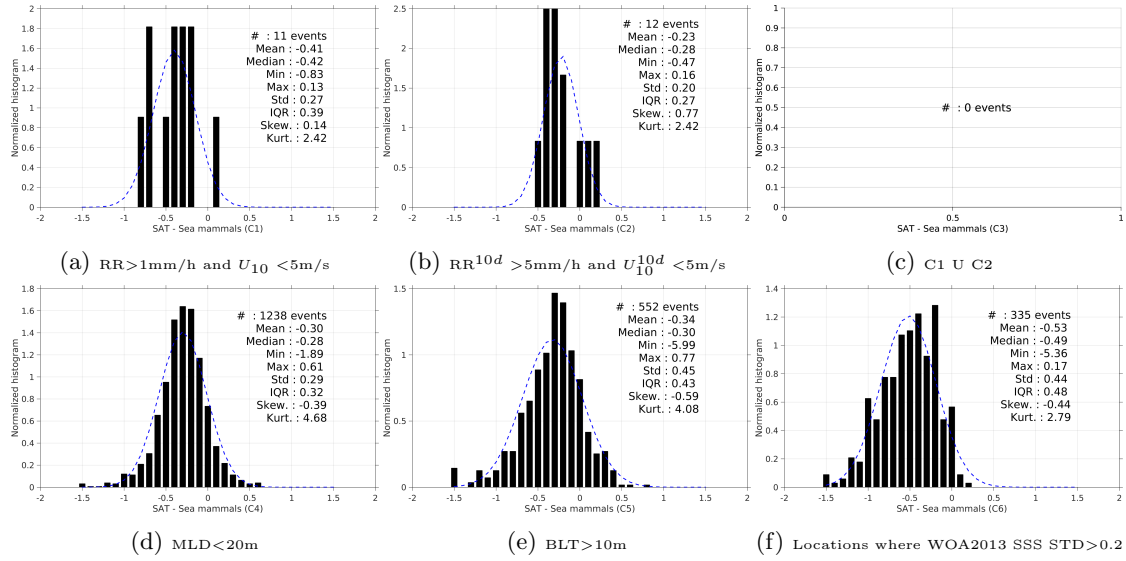 Normalized histogram
2
1.8
1.6
1.4
1.2
1
0.8
0.6
0.4
0.2
0
# : 11 events
Mean : -0.41
Median : -0.42
Min : -0.83
Max : 0.13
Std : 0.27
IQR : 0.39
Skew. : 0.14
Kurt. : 2.42
-2 -1.5 -1 -0.5 0 0.5 1 1.5 2
SAT - Sea mammals (C1)
(a) RR>1mm/h and U10 <5m/s
Normalized histogram
2.5
2
1.5
1
0.5
0
# : 12 events
Mean : -0.23
Median : -0.28
Min : -0.47
Max : 0.16
Std : 0.20
IQR : 0.27
Skew. : 0.77
Kurt. : 2.42
-2 -1.5 -1 -0.5 0 0.5 1 1.5 2
SAT - Sea mammals (C2)
(b) RR^10d >5mm/h and U10^10d <5m/s
Normalized histogram
1
0.9
0.8
0.7
0.6
0.5
0.4
0.3
0.2
0.1
0
# : 0 events
0 0.5 1
SAT - Sea mammals (C3)
(c) C1 U C2
Normalized histogram
1.8
1.6
1.4
1.2
1
0.8
0.6
0.4
0.2
0
# : 1238 events
Mean : -0.30
Median : -0.28
Min : -1.89
Max : 0.61
Std : 0.29
IQR : 0.32
Skew. : -0.39
Kurt. : 4.68
-2 -1.5 -1 -0.5 0 0.5 1 1.5 2
SAT - Sea mammals (C4)
(d) MLD<20m
Normalized histogram
1.5
1
0.5
0
# : 552 events
Mean : -0.34
Median : -0.30
Min : -5.99
Max : 0.77
Std : 0.45
IQR : 0.43
Skew. : -0.59
Kurt. : 4.08
-2 -1.5 -1 -0.5 0 0.5 1 1.5 2
SAT - Sea mammals (C5)
(e) BLT>10m
Normalized histogram
1.4
1.2
1
0.8
0.6
0.4
0.2
0
# : 335 events
Mean : -0.53
Median : -0.49
Min : -5.36
Max : 0.17
Std : 0.44
IQR : 0.48
Skew. : -0.44
Kurt. : 2.79
-2 -1.5 -1 -0.5 0 0.5 1 1.5 2
SAT - Sea mammals (C6)
(f) Locations where WOA2013 SSS STD>0.2